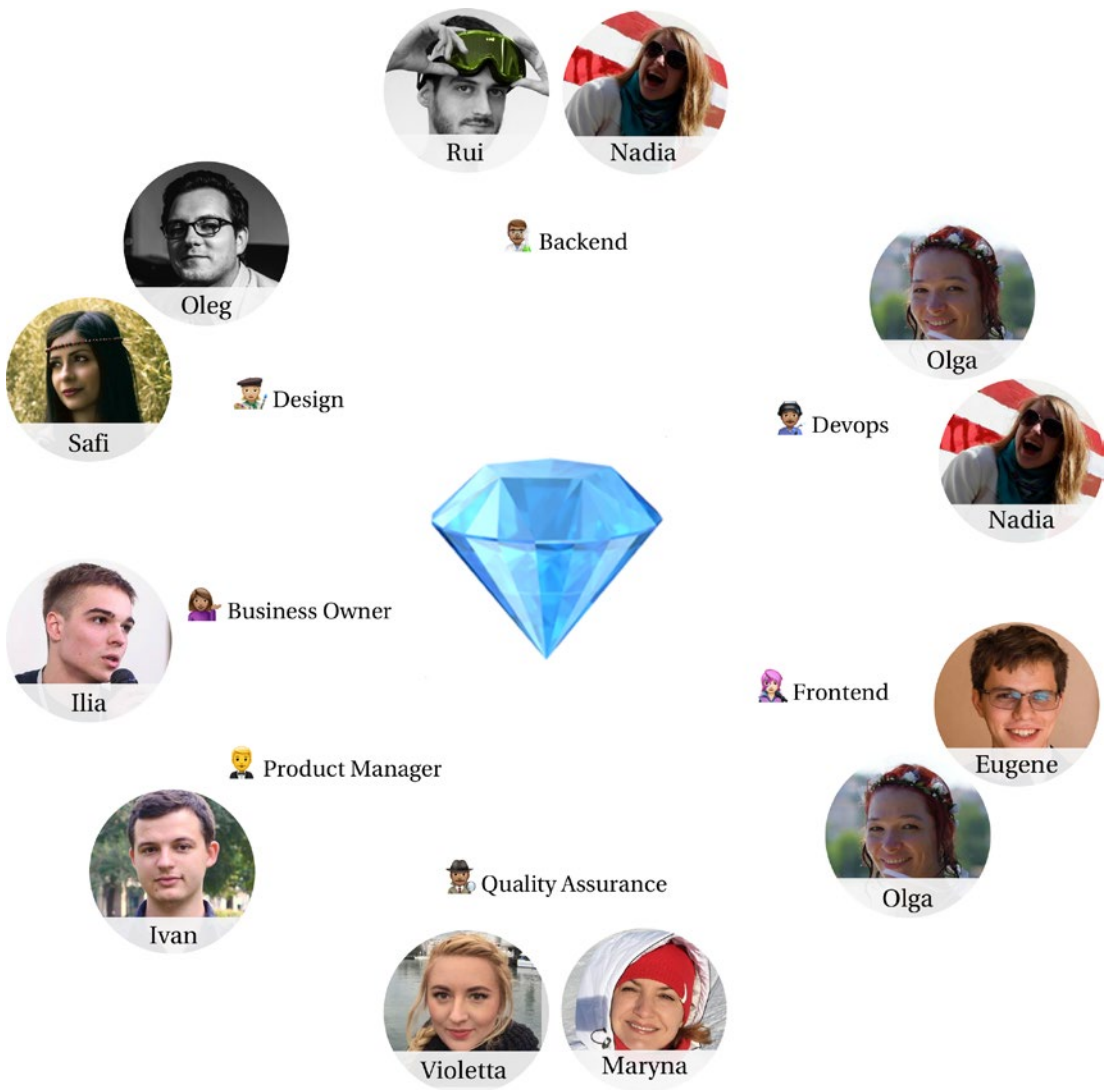 Rui
Nadia
Backend
Oleg
Olga
Safi
Design
Devops
Nadia
Business Owner
Ilia
Frontend
Eugene
Product Manager
Ivan
Quality Assurance
Olga
Violetta
Maryna